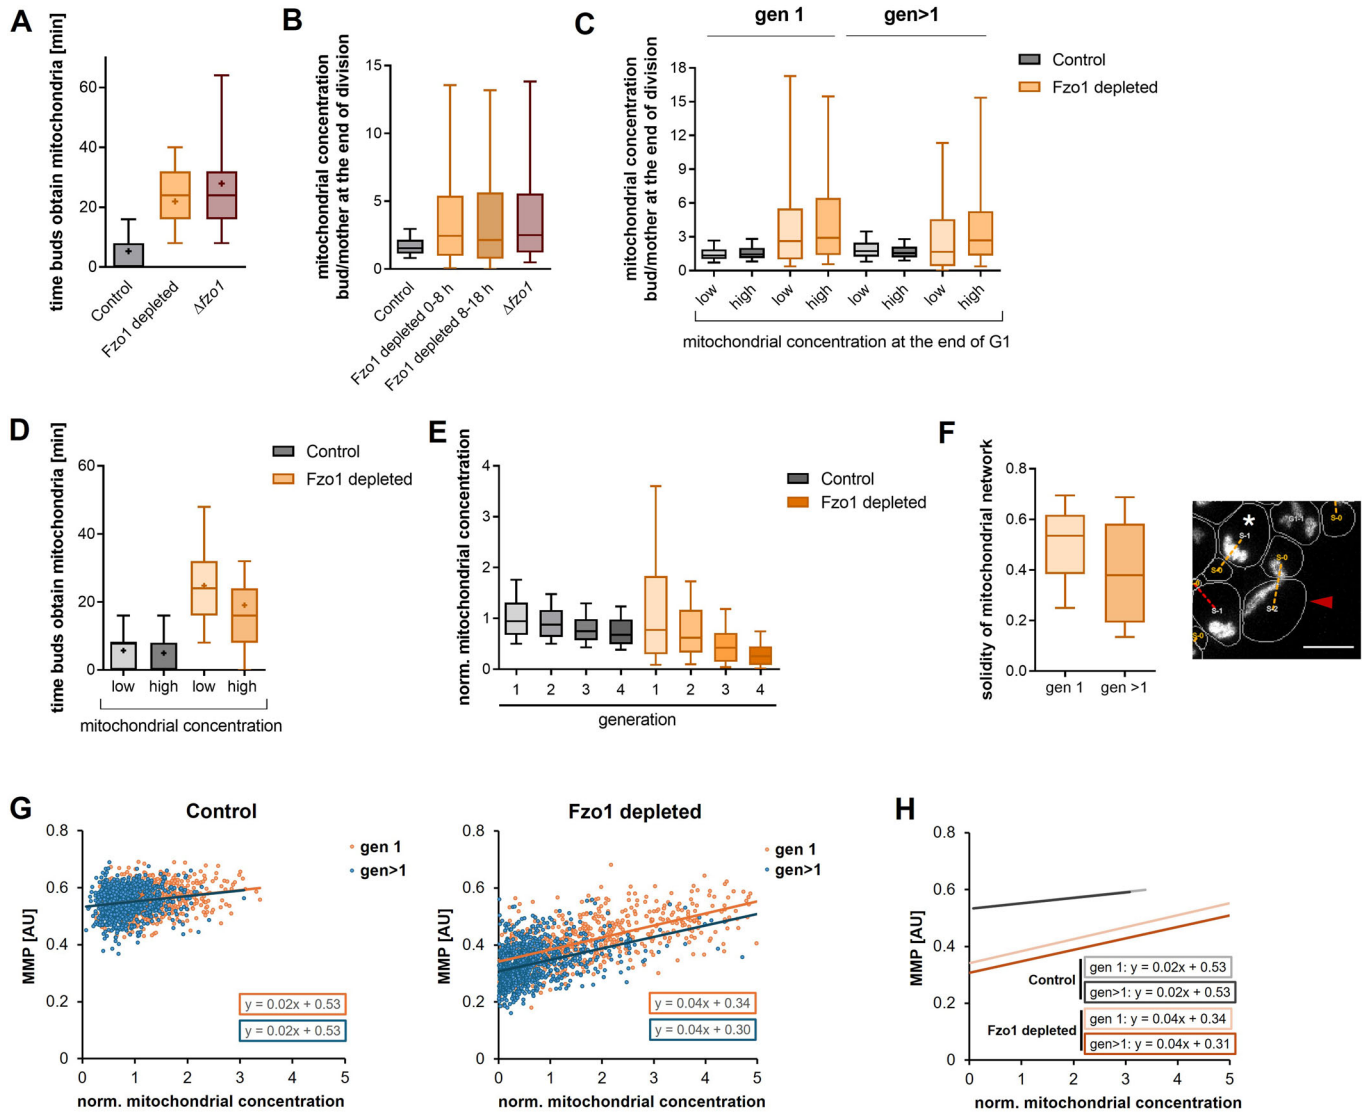 A
time buds obtain mitochondria [min]
60
40
20
0
Control
Fzo1 depleted
Δfzo1
B
mitochondrial concentration
bud/mother at the end of division
15
10
5
0
Control
Fzo1 depleted 0-8 h
Fzo1 depleted 8-18 h
Δfzo1
C
gen 1
gen>1
mitochondrial concentration
bud/mother at the end of division
18
15
12
9
6
3
0
low
high
low
high
low
high
low
high
mitochondrial concentration at the end of G1
Control
Fzo1 depleted
D
time buds obtain mitochondria [min]
60
40
20
0
low
high
low
high
mitochondrial concentration
Control
Fzo1 depleted
E
norm. mitochondrial concentration
4
3
2
1
0
1
2
3
4
1
2
3
4
generation
Control
Fzo1 depleted
F
solidity of mitochondrial network
0.8
0.6
0.4
0.2
0.0
gen 1
gen >1
*
G1-1
S-0
S-1
S-0
S-0
S-1
S-2
S-0
G
Control
MMP [AU]
0.8
0.6
0.4
0.2
0
0
1
2
3
4
5
norm. mitochondrial concentration
gen 1
gen>1
y = 0.02x + 0.53
y = 0.02x + 0.53
Fzo1 depleted
MMP [AU]
0.8
0.6
0.4
0.2
0
0
1
2
3
4
5
norm. mitochondrial concentration
gen 1
gen>1
y = 0.04x + 0.34
y = 0.04x + 0.30
H
MMP [AU]
0.8
0.6
0.4
0.2
0
0
1
2
3
4
5
norm. mitochondrial concentration
Control
gen 1: y = 0.02x + 0.53
gen>1: y = 0.02x + 0.53
Fzo1 depleted
gen 1: y = 0.04x + 0.34
gen>1: y = 0.04x + 0.31